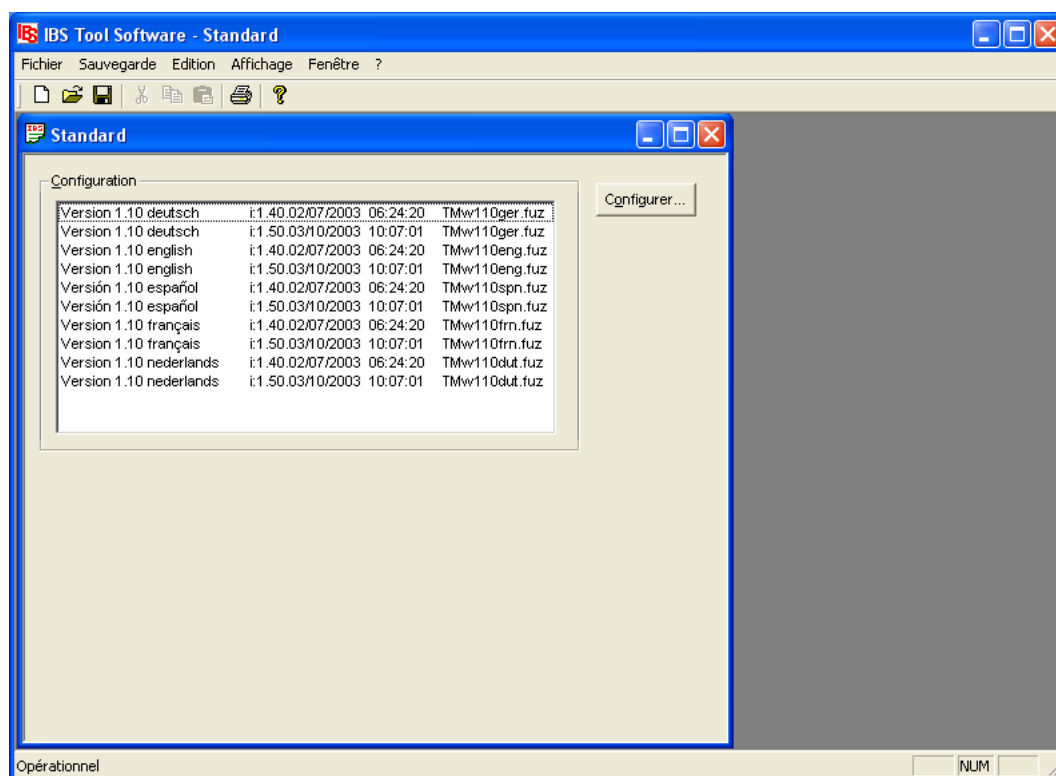 IBS Tool Software - Standard
Fichier Sauvegarde Edition Affichage Fenêtre ?
Standard
Configuration
Configurer...
Version 1.10 deutsch i:1.40.02/07/2003 06:24:20 TMw110ger.fuz
Version 1.10 deutsch i:1.50.03/10/2003 10:07:01 TMw110ger.fuz
Version 1.10 english i:1.40.02/07/2003 06:24:20 TMw110eng.fuz
Version 1.10 english i:1.50.03/10/2003 10:07:01 TMw110eng.fuz
Versión 1.10 español i:1.40.02/07/2003 06:24:20 TMw110spn.fuz
Versión 1.10 español i:1.50.03/10/2003 10:07:01 TMw110spn.fuz
Version 1.10 français i:1.40.02/07/2003 06:24:20 TMw110frn.fuz
Version 1.10 français i:1.50.03/10/2003 10:07:01 TMw110frn.fuz
Version 1.10 nederlands i:1.40.02/07/2003 06:24:20 TMw110dut.fuz
Version 1.10 nederlands i:1.50.03/10/2003 10:07:01 TMw110dut.fuz
Opérationnel NUM